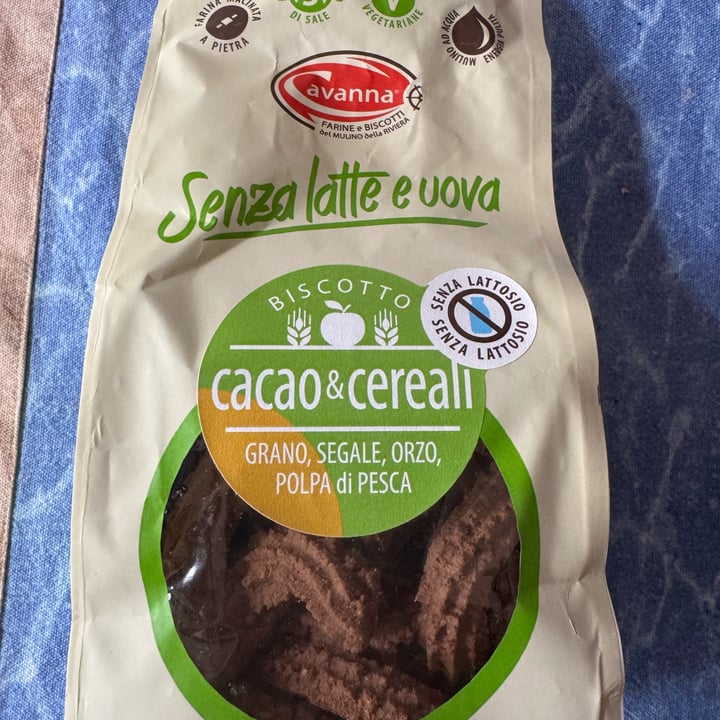 FARINA MACINATA
A PIETRA
DI SALE
VEGETARIANE
MULINO AD ACQUA
Cavanna®
FARINE e BISCOTTI
del MULINO della RIVIERA
Senza latte e uova
BISCOTTO
SENZA LATTOSIO
SENZA LATTOSIO
cacao&cereali
GRANO, SEGALE, ORZO,
POLPA di PESCA